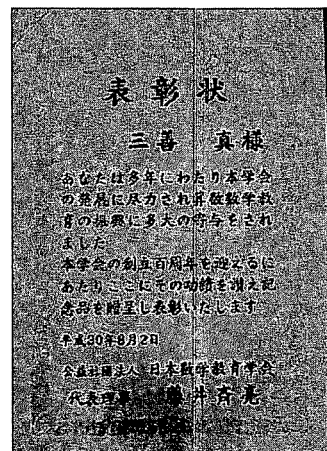 表彰状
三善 真様
あなたは多年にわたり本学会
の発展に尽力され算数数学教
育の振興に多大の寄与をされ
ました
本学会の創立百周年を迎えるに
あたりここにその功績を讃え記
念品を贈呈し表彰いたします
平成30年8月2日
公益社団法人 日本数学教育学会
代表理事 藤井斉亮